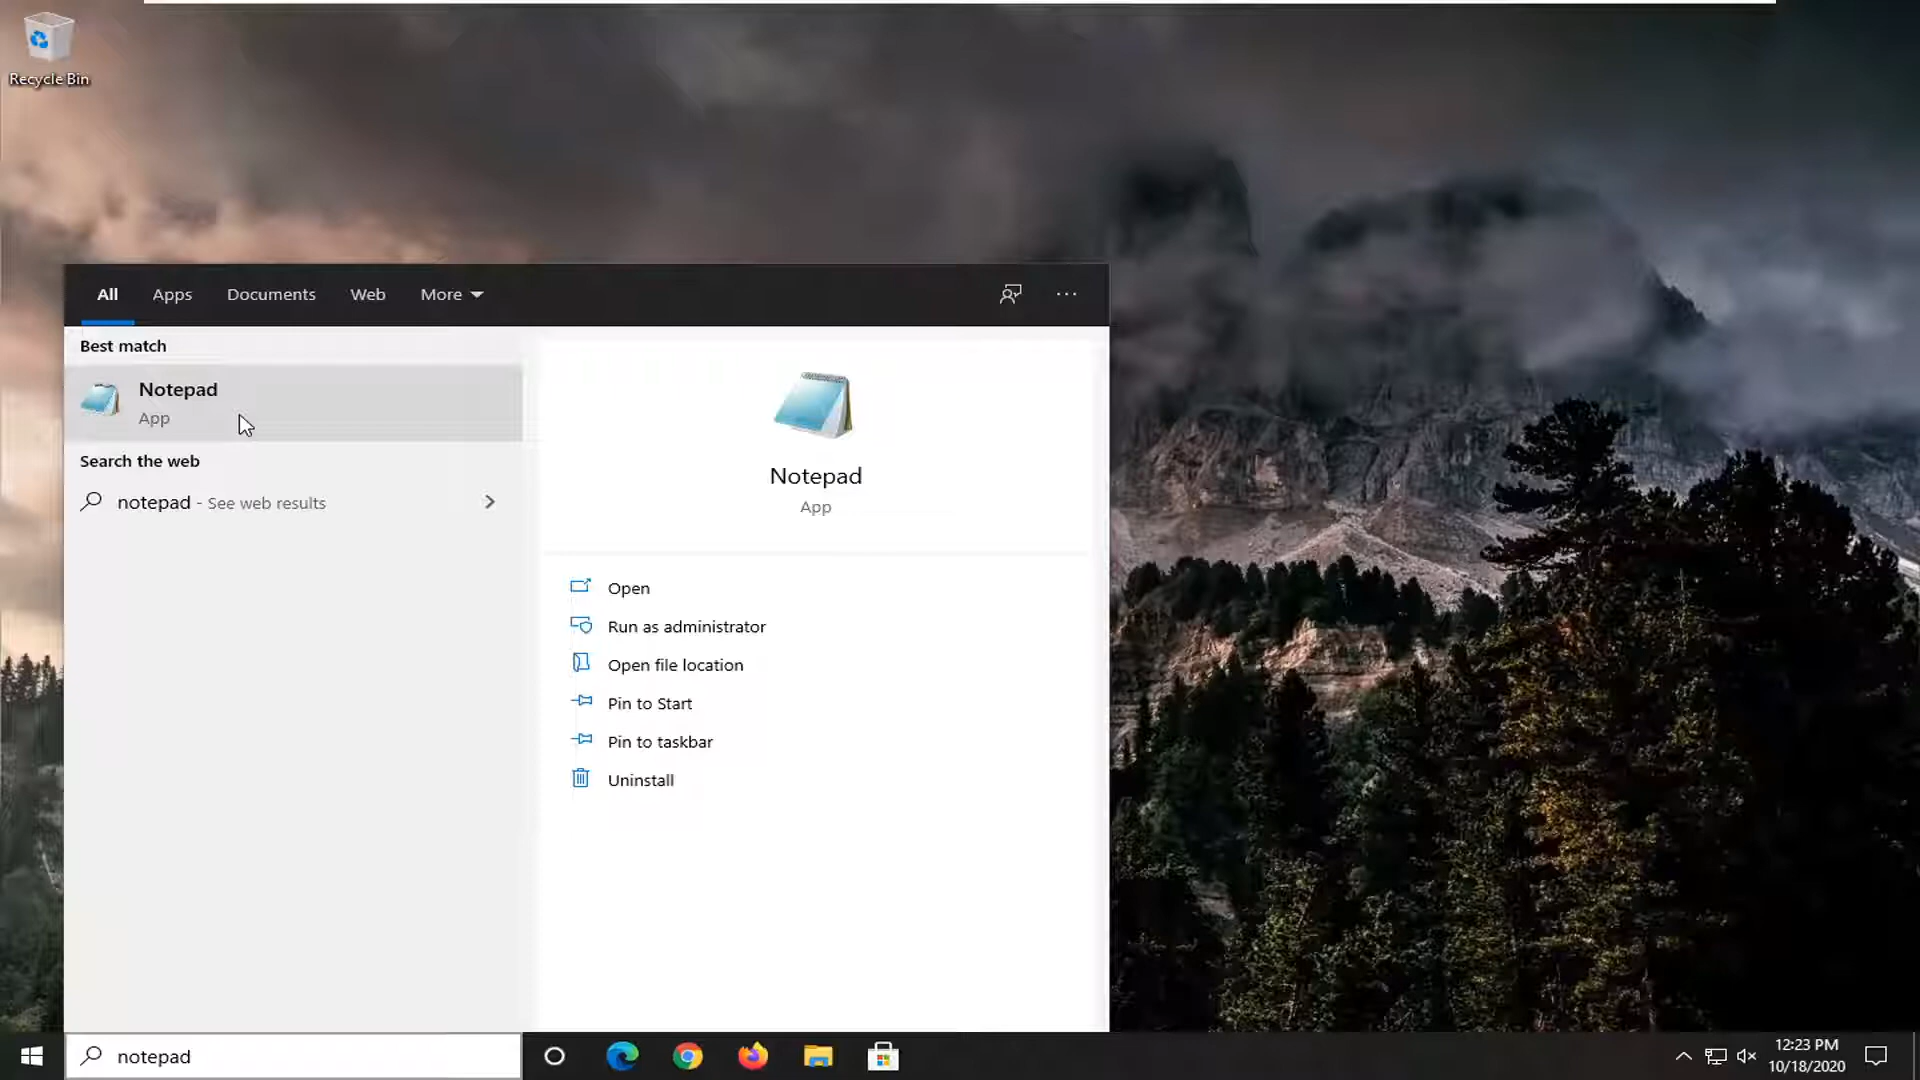 Recycle Bin
All Apps Documents Web More
Best match
Notepad
App
Search the web
notepad - See web results
Notepad
App
Open
Run as administrator
Open file location
Pin to Start
Pin to taskbar
Uninstall
notepad
12:23 PM
10/18/2020